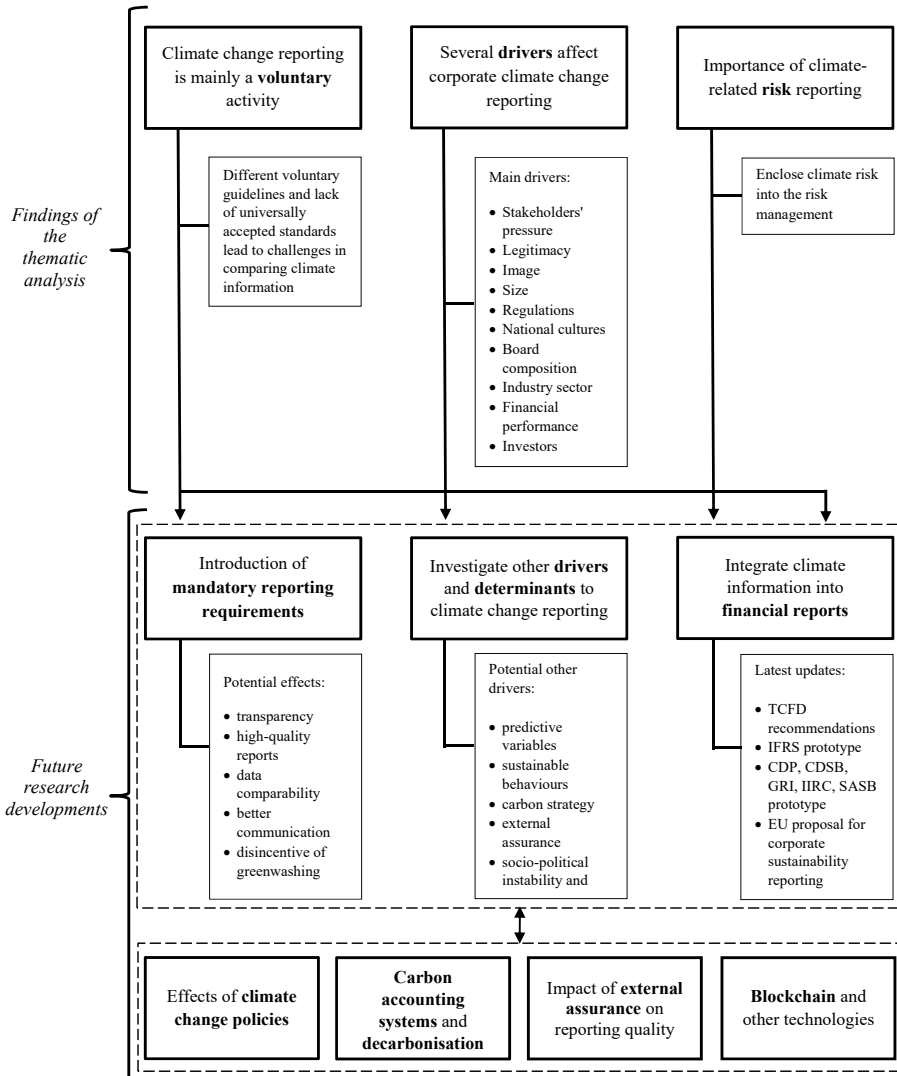 Climate change reporting
is mainly a voluntary
activity
Several drivers affect
corporate climate change
reporting
Importance of climate-
related risk reporting
Findings of
the
thematic
analysis
Different voluntary
guidelines and lack
of universally
accepted standards
lead to challenges in
comparing climate
information
Main drivers:
• Stakeholders'
pressure
• Legitimacy
• Image
• Size
• Regulations
• National cultures
• Board
composition
• Industry sector
• Financial
performance
• Investors
Enclose climate risk
into the risk
management
Future
research
developments
Introduction of
mandatory reporting
requirements
Investigate other drivers
and determinants to
climate change reporting
Integrate climate
information into
financial reports
Potential effects:
• transparency
• high-quality
reports
• data
comparability
• better
communication
• disincentive of
greenwashing
Potential other
drivers:
• predictive
variables
• sustainable
behaviours
• carbon strategy
• external
assurance
• socio-political
instability and
Latest updates:
• TCFD
recommendations
• IFRS prototype
• CDP, CDSB,
GRI, IIRC, SASB
prototype
• EU proposal for
corporate
sustainability
reporting
Effects of climate
change policies
Carbon
accounting
systems and
decarbonisation
Impact of external
assurance on
reporting quality
Blockchain and
other technologies